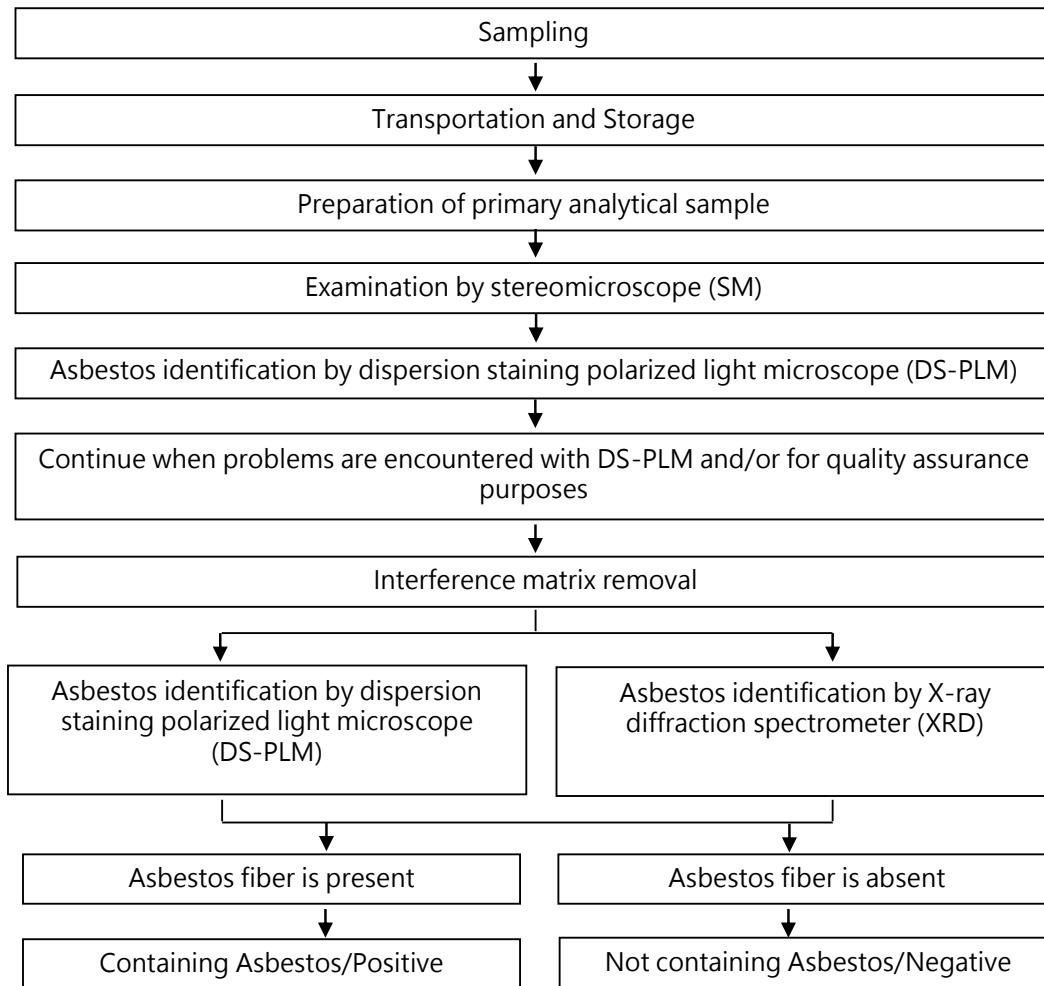 Sampling
Transportation and Storage
Preparation of primary analytical sample
Examination by stereomicroscope (SM)
Asbestos identification by dispersion staining polarized light microscope (DS-PLM)
Continue when problems are encountered with DS-PLM and/or for quality assurance
purposes
Interference matrix removal
Asbestos identification by dispersion
staining polarized light microscope
(DS-PLM)
Asbestos identification by X-ray
diffraction spectrometer (XRD)
Asbestos fiber is present
Asbestos fiber is absent
Containing Asbestos/Positive
Not containing Asbestos/Negative